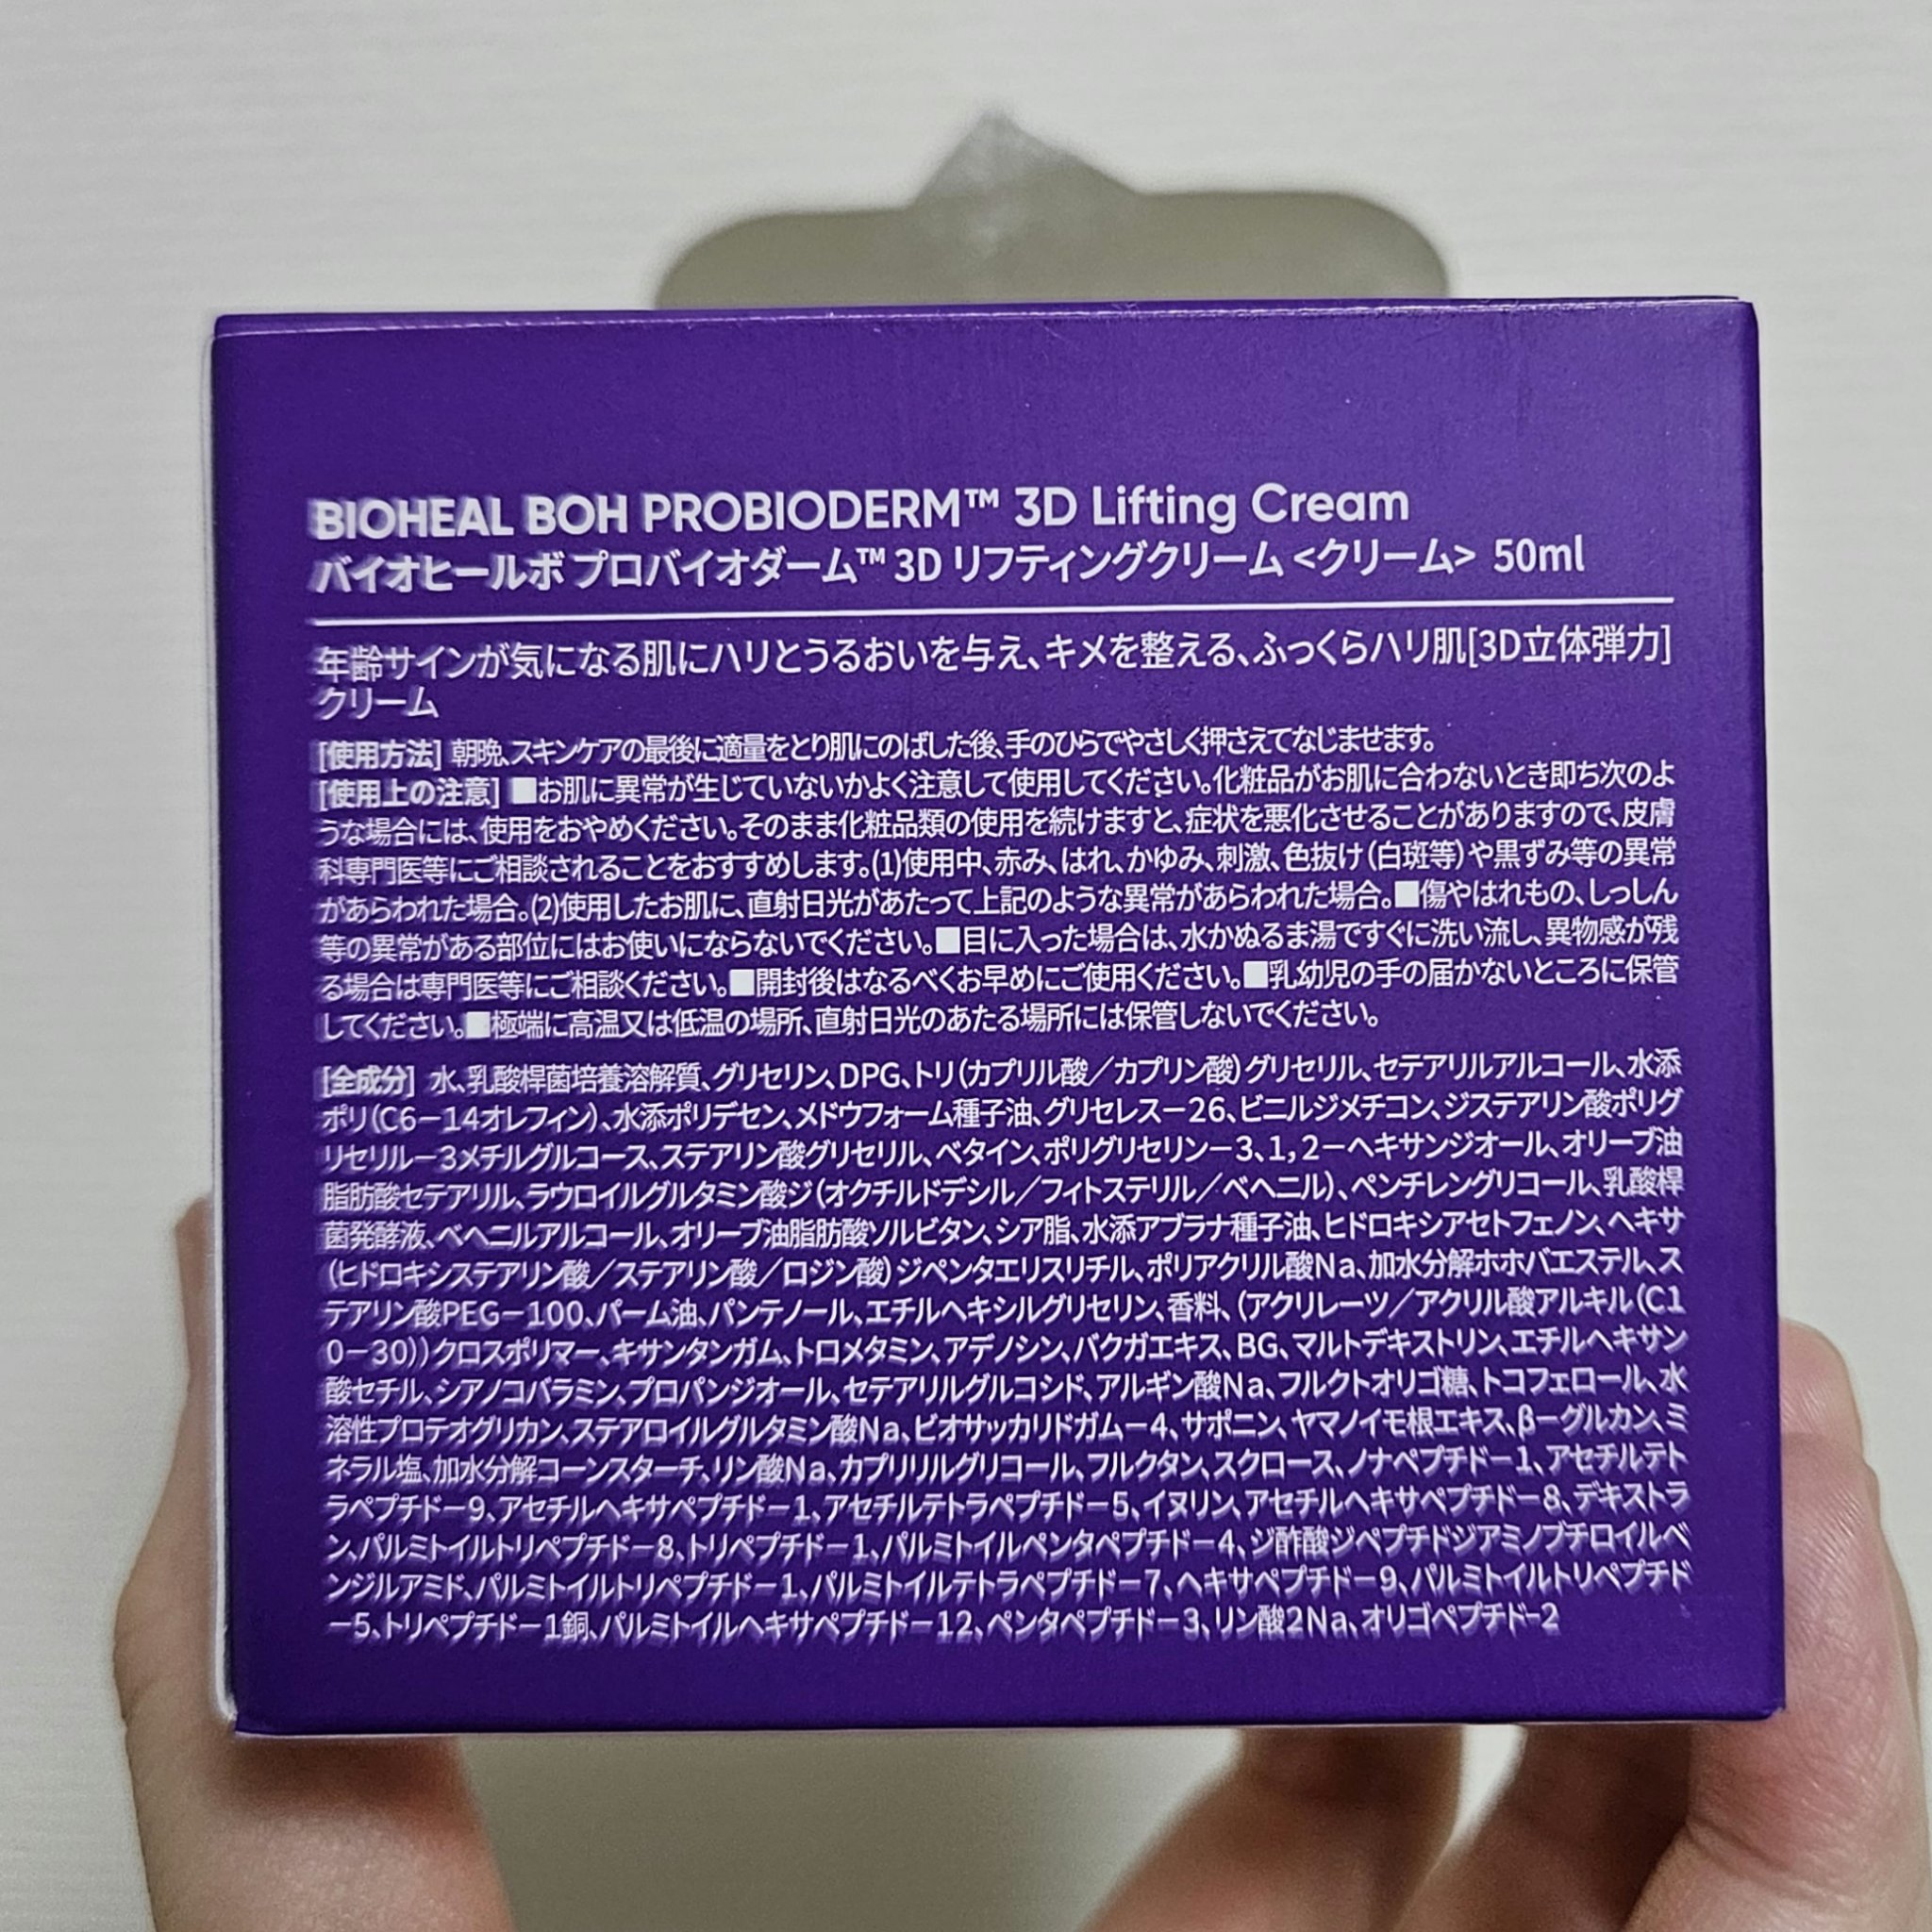 BIOHEAL BOH PROBIODERM™ 3D Lifting Cream
バイオヒールボ プロバイオダーム™ 3D リフティングクリーム <クリーム> 50ml
年齢サインが気になる肌にハリとうるおいを与え、キメを整える、ふっくらハリ肌[3D立体弾力]
クリーム
[使用方法] 朝晩、スキンケアの最後に適量をとり肌にのばした後、手のひらでやさしく押さえてなじませます。
[使用上の注意] ■お肌に異常が生じていないかよく注意して使用してください。化粧品がお肌に合わないとき即ち次のよ
うな場合には、使用をおやめください。そのまま化粧品類の使用を続けますと、症状を悪化させることがありますので、皮膚
科専門医等にご相談されることをおすすめします。(1)使用中、赤み、はれ、かゆみ、刺激、色抜け(白斑等)や黒ずみ等の異常
があらわれた場合。(2)使用したお肌に、直射日光があたって上記のような異常があらわれた場合。■傷やはれもの、しっしん
等の異常がある部位にはお使いにならないでください。■目に入った場合は、水かぬるま湯ですぐに洗い流し、異物感が残
る場合は専門医等にご相談ください。■開封後はなるべくお早めにご使用ください。■乳幼児の手の届かないところに保管
してください。■極端に高温又は低温の場所、直射日光のあたる場所には保管しないでください。
[全成分] 水、乳酸桿菌培養溶解質、グリセリン、DPG、トリ(カプリル酸/カプリン酸)グリセリル、セテアリルアルコール、水添
ポリ(C6-14オレフィン)、水添ポリデセン、メドウフォーム種子油、グリセレス-26、ビニルジメチコン、ジステアリン酸ポリグ
リセリル-3メチルグルコース、ステアリン酸グリセリル、ベタイン、ポリグリセリン-3、1,2-ヘキサンジオール、オリーブ油
脂肪酸セテアリル、ラウロイルグルタミン酸ジ(オクチルドデシル/フィトステリル/ベヘニル)、ペンチレングリコール、乳酸桿
菌発酵液、ベヘニルアルコール、オリーブ油脂肪酸ソルビタン、シア脂、水添アブラナ種子油、ヒドロキシアセトフェノン、ヘキサ
(ヒドロキシステアリン酸/ステアリン酸/ロジン酸)ジペンタエリスリチル、ポリアクリル酸Na、加水分解ホホバエステル、ス
テアリン酸PEG-100、パーム油、パンテノール、エチルヘキシルグリセリン、香料、(アクリレーツ/アクリル酸アルキル(C1
0-30))クロスポリマー、キサンタンガム、トロメタミン、アデノシン、バクガエキス、BG、マルトデキストリン、エチルヘキサン
酸セチル、シアノコバラミン、プロパンジオール、セテアリルグルコシド、アルギン酸Na、フルクトオリゴ糖、トコフェロール、水
溶性プロテオグリカン、ステアロイルグルタミン酸Na、ビオサッカリドガム-4、サポニン、ヤマノイモ根エキス、β-グルカン、ミ
ネラル塩、加水分解コーンスターチ、リン酸Na、カプリリルグリコール、フルクタン、スクロース、ノナペプチド-1、アセチルテト
ラペプチド-9、アセチルヘキサペプチド-1、アセチルテトラペプチド-5、イヌリン、アセチルヘキサペプチド-8、デキストラ
ン、パルミトイルトリペプチド-8、トリペプチド-1、パルミトイルペンタペプチド-4、ジ酢酸ジペプチドジアミノブチロイルベ
ンジルアミド、パルミトイルトリペプチド-1、パルミトイルテトラペプチド-7、ヘキサペプチド-9、パルミトイルトリペプチド
-5、トリペプチド-1銅、パルミトイルヘキサペプチド-12、ペンタペプチド-3、リン酸2Na、オリゴペプチド-2